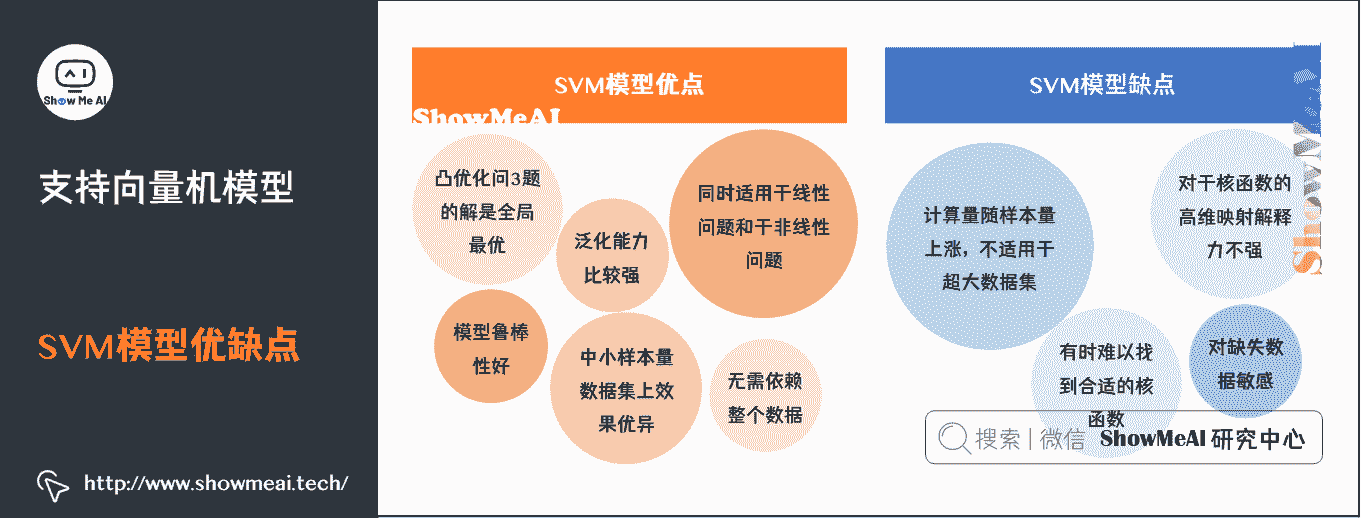 Show Me AI
支持向量机模型
SVM模型优缺点
http://www.showmeai.tech/
SVM模型优点
ShowMeAI
凸优化问3题
的解是全局
最优
泛化能力
比较强
同时适用于线性
问题和干非线性
问题
模型鲁棒
性好
中小样本量
数据集上效
果优异
无需依赖
整个数据
SVM模型缺点
ShowMeAI
计算量随样本量
上涨，不适用于
超大数据集
对于核函数的
高维映射解释
力不强
有时难以找
到合适的核
函数
对缺失数
据敏感
搜索 | 微信 ShowMeAI 研究中心